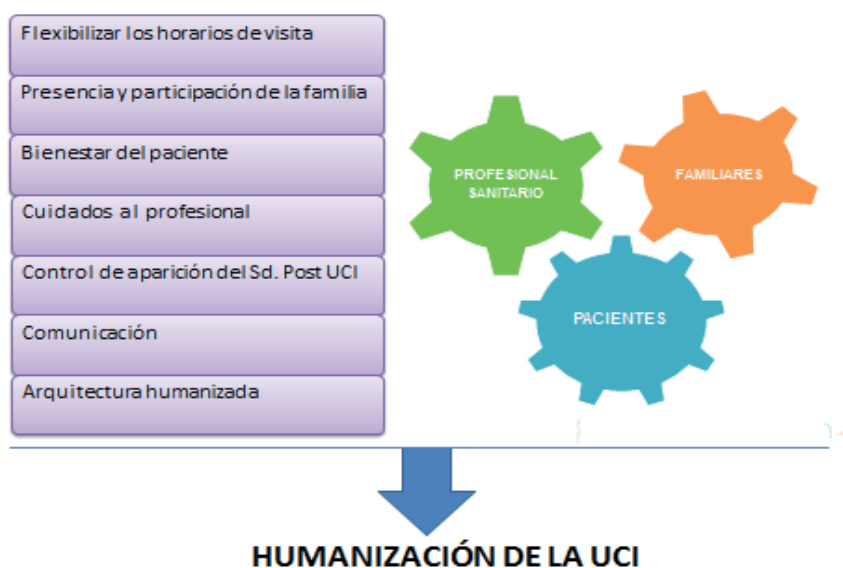 Flexibilizar los horarios de visita
Presencia y participación de la familia
Bienestar del paciente
Cuidados al profesional
Control de aparición del Sd. Post UCI
Comunicación
Arquitectura humanizada
PROFESIONAL
SANITARIO
FAMILIARES
PACIENTES
HUMANIZACIÓN DE LA UCI